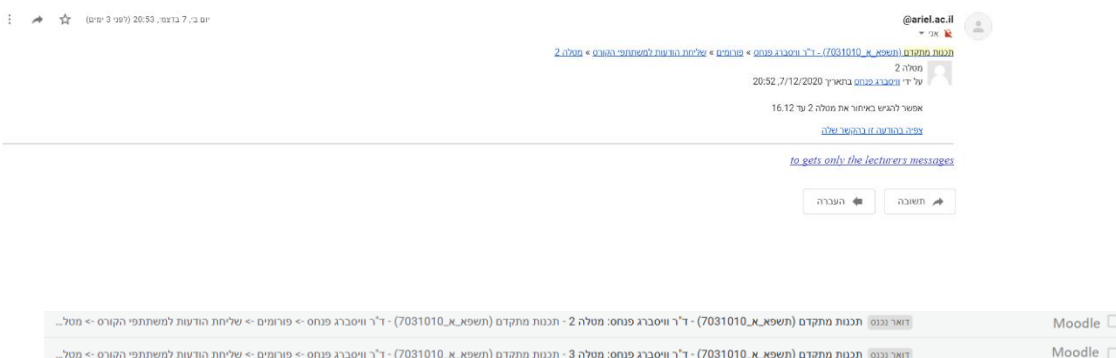 @ariel.ac.il
יום ב׳, 7 בדצמ׳, 20:53 (לפני 3 ימים)
אני
תכנות מתקדם (תשפא_א_7031010) - ד"ר וויסברג פנחס » פורומים » שליחת הודעות למשתתפי הקורס » מטלה 2
מטלה 2
על ידי וויסברג פנחס בתאריך 7/12/2020, 20:52
אפשר להגיש באיחור את מטלה 2 עד 16.12
צפיה בהודעה זו בהקשר שלה
to gets only the lecturers messages
תשובה
העברה
Moodle דואר נכנס תכנות מתקדם (תשפא_א_7031010) - ד"ר וויסברג פנחס: מטלה 2 - תכנות מתקדם (תשפא_א_7031010) - ד"ר וויסברג פנחס -> פורומים -> שליחת הודעות למשתתפי הקורס -> מטל...
Moodle דואר נכנס תכנות מתקדם (תשפא_א_7031010) - ד"ר וויסברג פנחס: מטלה 3 - תכנות מתקדם (תשפא_א_7031010) - ד"ר וויסברג פנחס -> פורומים -> שליחת הודעות למשתתפי הקורס -> מטל...